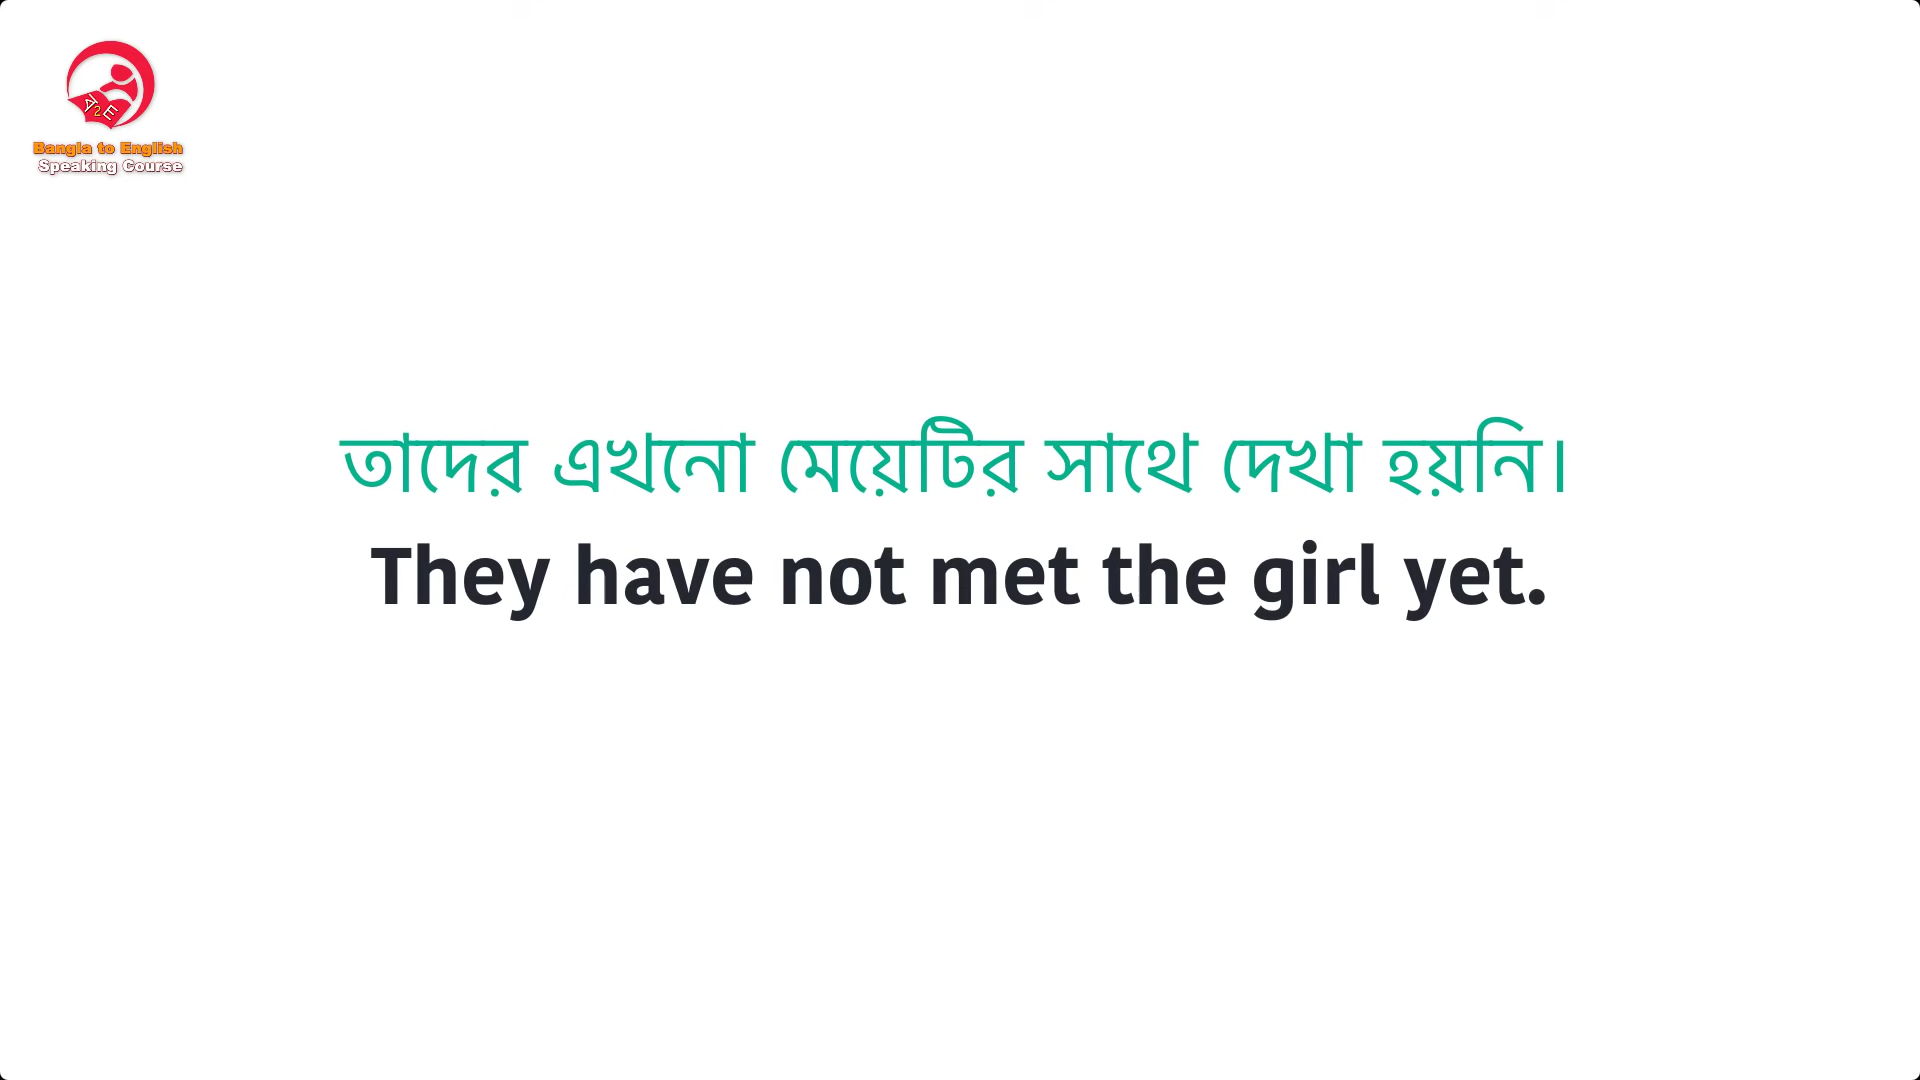 Bangla to English
Speaking Course
তাদের এখনো মেয়েটির সাথে দেখা হয়নি।
They have not met the girl yet.